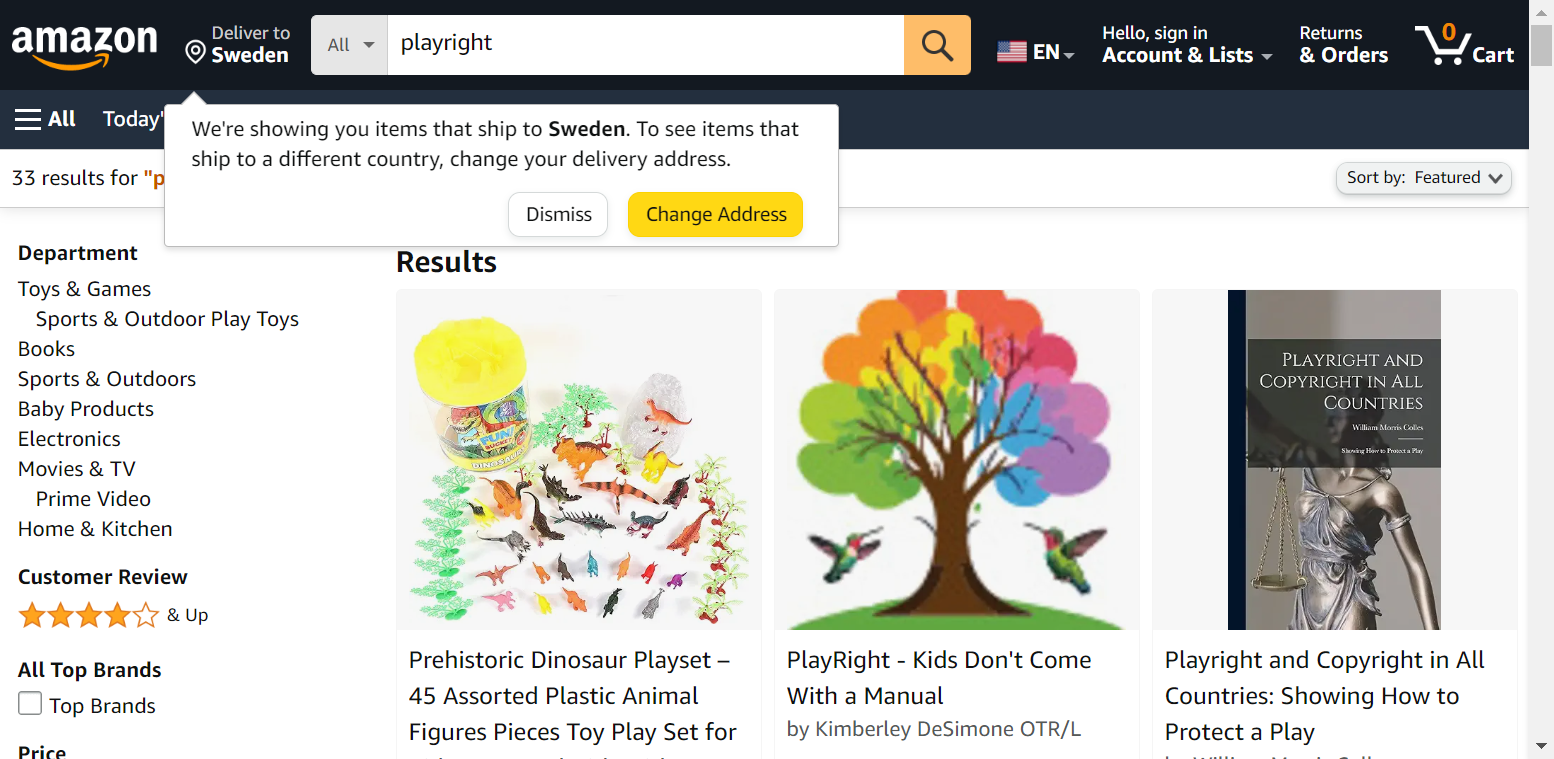 amazon
Deliver to
Sweden
All
playright
EN
Hello, sign in
Account & Lists
Returns
& Orders
0
Cart
All
Today'
We're showing you items that ship to Sweden. To see items that
ship to a different country, change your delivery address.
Dismiss
Change Address
33 results for "p
Sort by: Featured
Department
Toys & Games
Sports & Outdoor Play Toys
Books
Sports & Outdoors
Baby Products
Electronics
Movies & TV
Prime Video
Home & Kitchen
Customer Review
& Up
All Top Brands
Top Brands
Price
Results
FUN!
BUCKET
DINOSAUR
Prehistoric Dinosaur Playset –
45 Assorted Plastic Animal
Figures Pieces Toy Play Set for
PlayRight - Kids Don't Come
With a Manual
by Kimberley DeSimone OTR/L
Playright and
Copyright in All
Countries
William Morris Colles
Showing How to Protect a Play
Playright and Copyright in All
Countries: Showing How to
Protect a Play